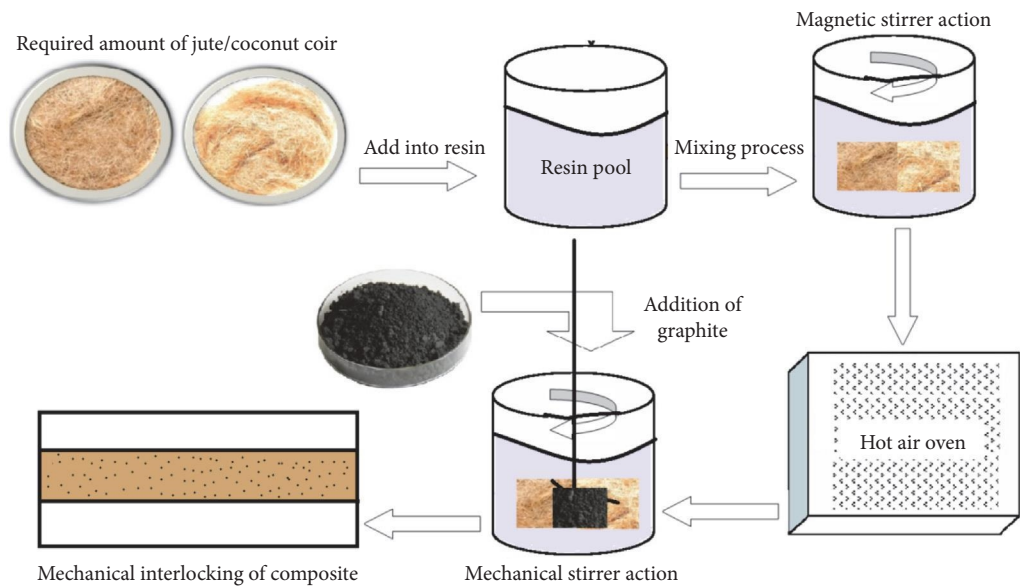 Required amount of jute/coconut coir
Magnetic stirrer action
Add into resin
Resin pool
Mixing process
Addition of
graphite
Hot air oven
Mechanical interlocking of composite
Mechanical stirrer action